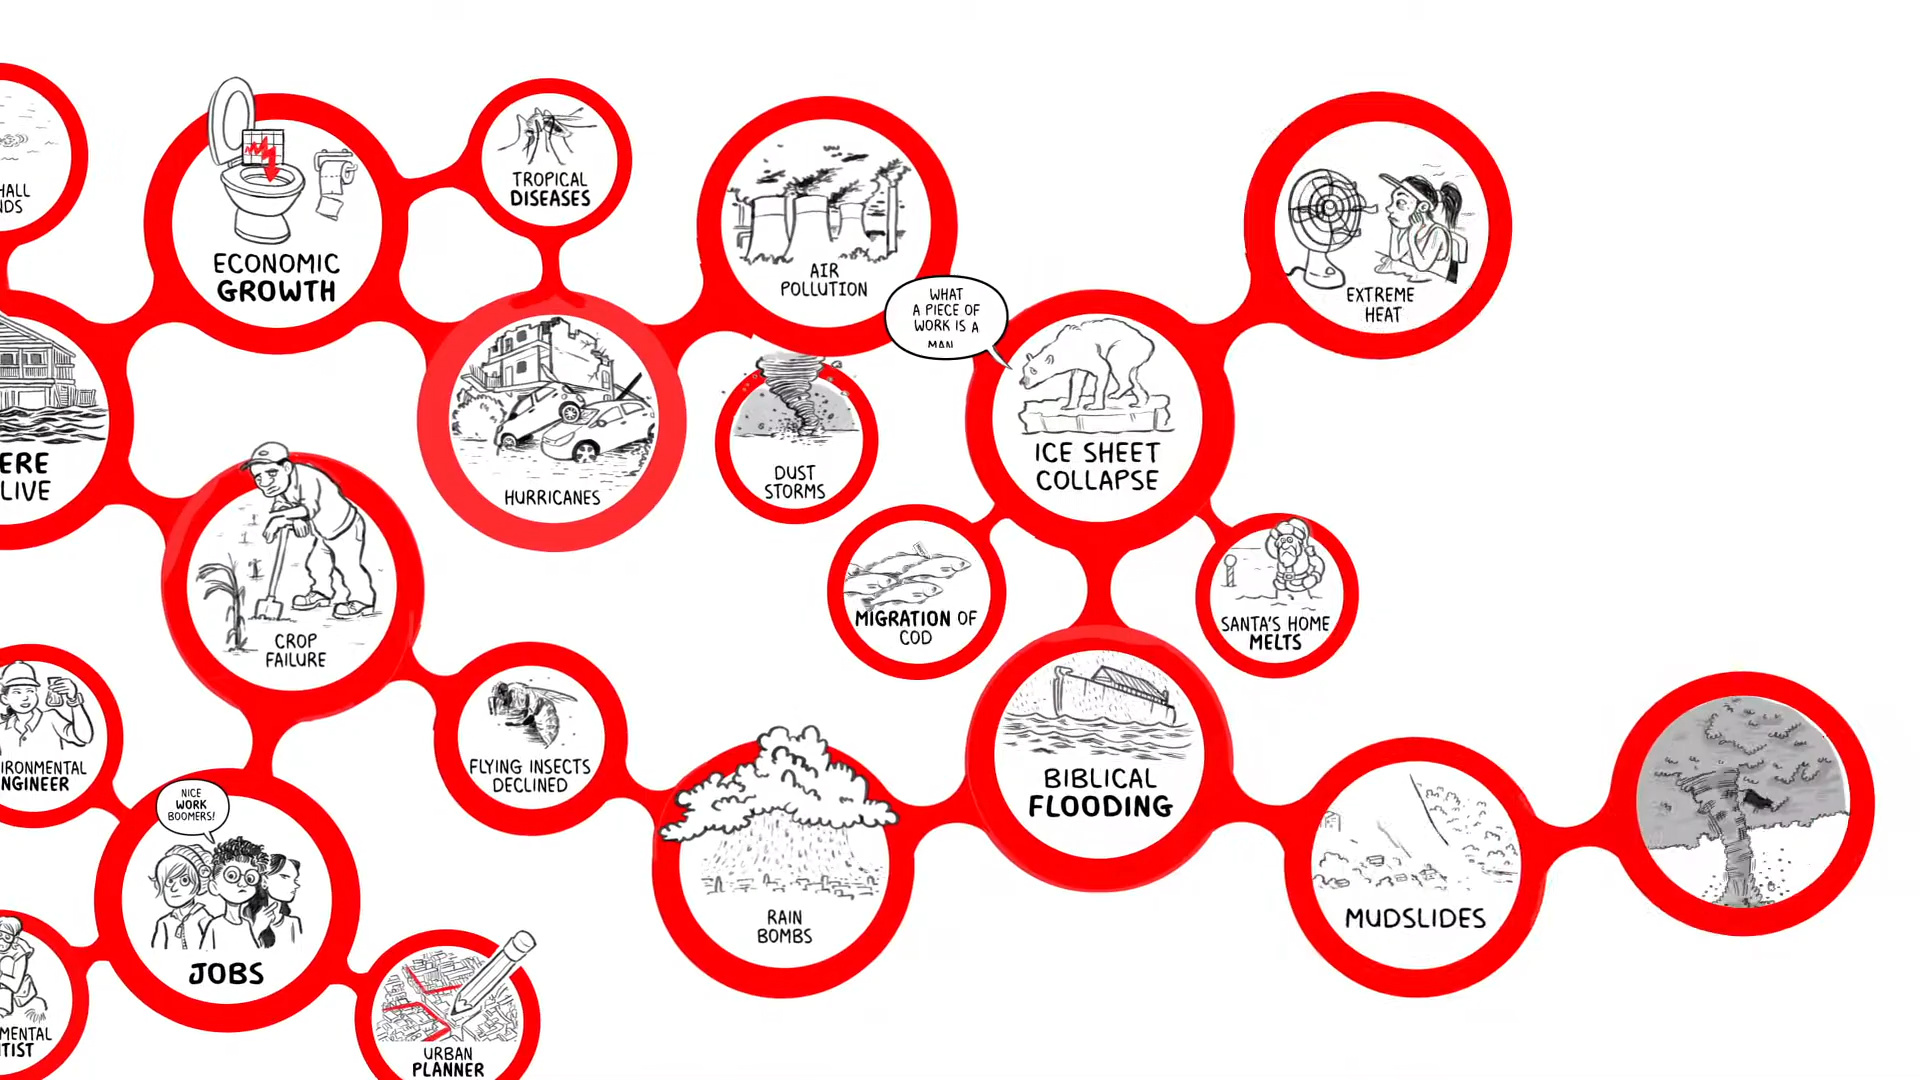 HALL
NDS
ECONOMIC
GROWTH
TROPICAL
DISEASES
AIR
POLLUTION
WHAT
A PIECE OF
WORK IS A
MAN
EXTREME
HEAT
ERE
LIVE
HURRICANES
DUST
STORMS
ICE SHEET
COLLAPSE
CROP
FAILURE
MIGRATION OF
COD
SANTA'S HOME
MELTS
IRONMENTAL
NGINEER
FLYING INSECTS
DECLINED
BIBLICAL
FLOODING
NICE
WORK
BOOMERS!
JOBS
RAIN
BOMBS
MUDSLIDES
MENTAL
TIST
URBAN
PLANNER